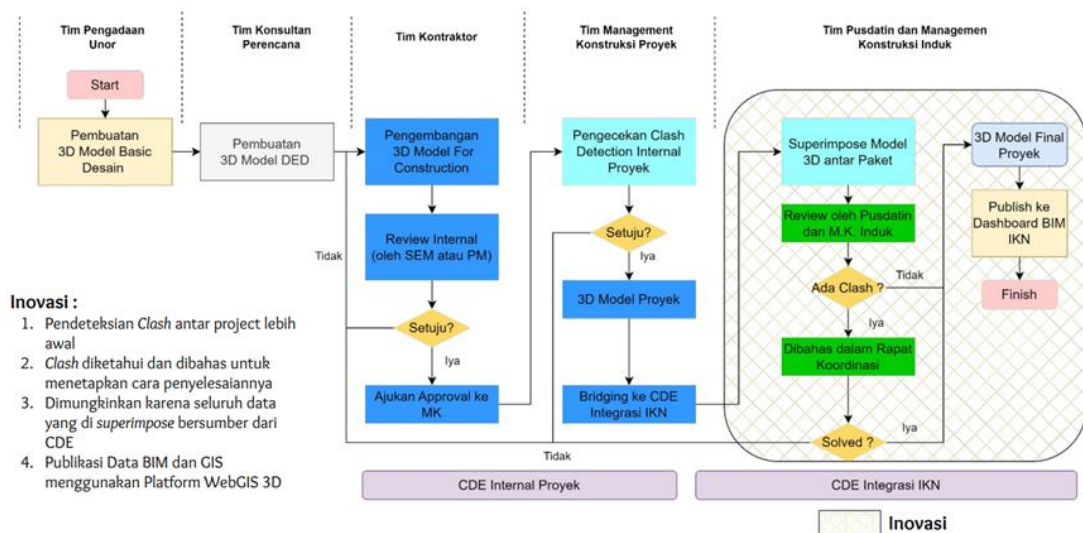 Tim Pengadaan
Unor
Tim Konsultan
Perencana
Tim Kontraktor
Tim Management
Konstruksi Proyek
Tim Pusdatin dan Managemen
Konstruksi Induk
Start
Pembuatan
3D Model Basic
Desain
Pembuatan
3D Model DED
Pengembangan
3D Model For
Construction
Review Internal
(oleh SEM atau PM)
Tidak
Setuju?
Iya
Ajukan Approval ke
MK
Pengecekan Clash
Detection Internal
Proyek
Setuju?
Iya
3D Model Proyek
Bridging ke CDE
Integrasi IKN
Tidak
Superimpose Model
3D antar Paket
Review oleh Pusdatin
dan M.K. Induk
Ada Clash ?
Tidak
Iya
Dibahas dalam Rapat
Koordinasi
Solved ?
Iya
3D Model Final
Proyek
Publish ke
Dashboard BIM
IKN
Finish
Inovasi :
1. Pendeteksian Clash antar project lebih
awal
2. Clash diketahui dan dibahas untuk
menetapkan cara penyelesaiannya
3. Dimungkinkan karena seluruh data
yang di superimpose bersumber dari
CDE
4. Publikasi Data BIM dan GIS
menggunakan Platform WebGIS 3D
CDE Internal Proyek
CDE Integrasi IKN
Inovasi